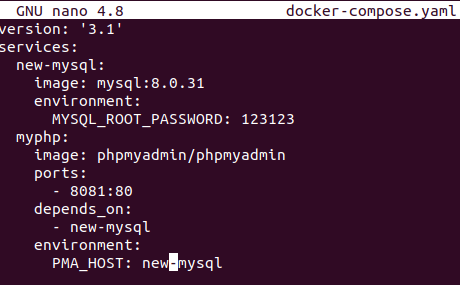 GNU nano 4.8 docker-compose.yaml
version: '3.1'
services:
  new-mysql:
    image: mysql:8.0.31
    environment:
      MYSQL_ROOT_PASSWORD: 123123
  myphp:
    image: phpmyadmin/phpmyadmin
    ports:
      - 8081:80
    depends_on:
      - new-mysql
    environment:
      PMA_HOST: new-mysql